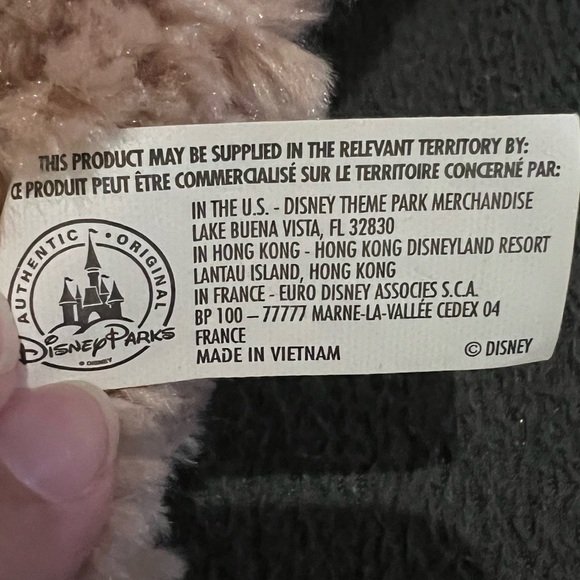 THIS PRODUCT MAY BE SUPPLIED IN THE RELEVANT TERRITORY BY:
CE PRODUIT PEUT ÊTRE COMMERCIALISÉ SUR LE TERRITOIRE CONCERNÉ PAR:
IN THE U.S. - DISNEY THEME PARK MERCHANDISE
LAKE BUENA VISTA, FL 32830
IN HONG KONG - HONG KONG DISNEYLAND RESORT
LANTAU ISLAND, HONG KONG
IN FRANCE - EURO DISNEY ASSOCIES S.C.A.
BP 100 – 77777 MARNE-LA-VALLÉE CEDEX 04
FRANCE
MADE IN VIETNAM
© DISNEY
AUTHENTIC • ORIGINAL
DISNEY PARKS
© DISNEY